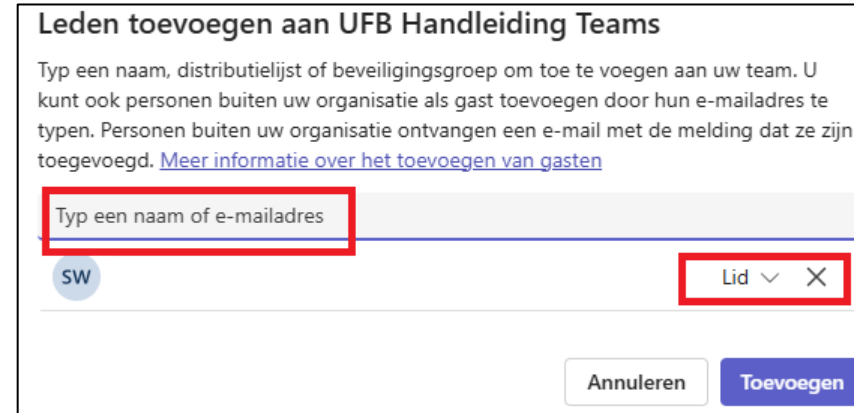 Leden toevoegen aan UFB Handleiding Teams
Typ een naam, distributielijst of beveiligingsgroep om toe te voegen aan uw team. U
kunt ook personen buiten uw organisatie als gast toevoegen door hun e-mailadres te
typen. Personen buiten uw organisatie ontvangen een e-mail met de melding dat ze zijn
toegevoegd. Meer informatie over het toevoegen van gasten
Typ een naam of e-mailadres
SW Lid
Annuleren Toevoegen